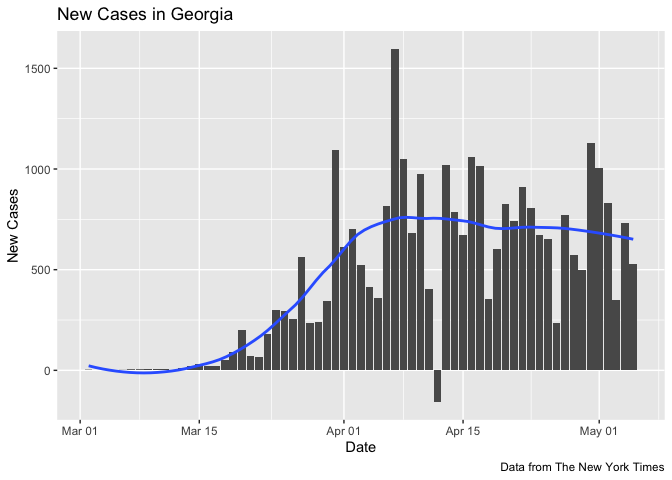 New Cases in Georgia
New Cases
1500
1000
500
0
Mar 01 Mar 15 Apr 01 Apr 15 May 01
Date
Data from The New York Times